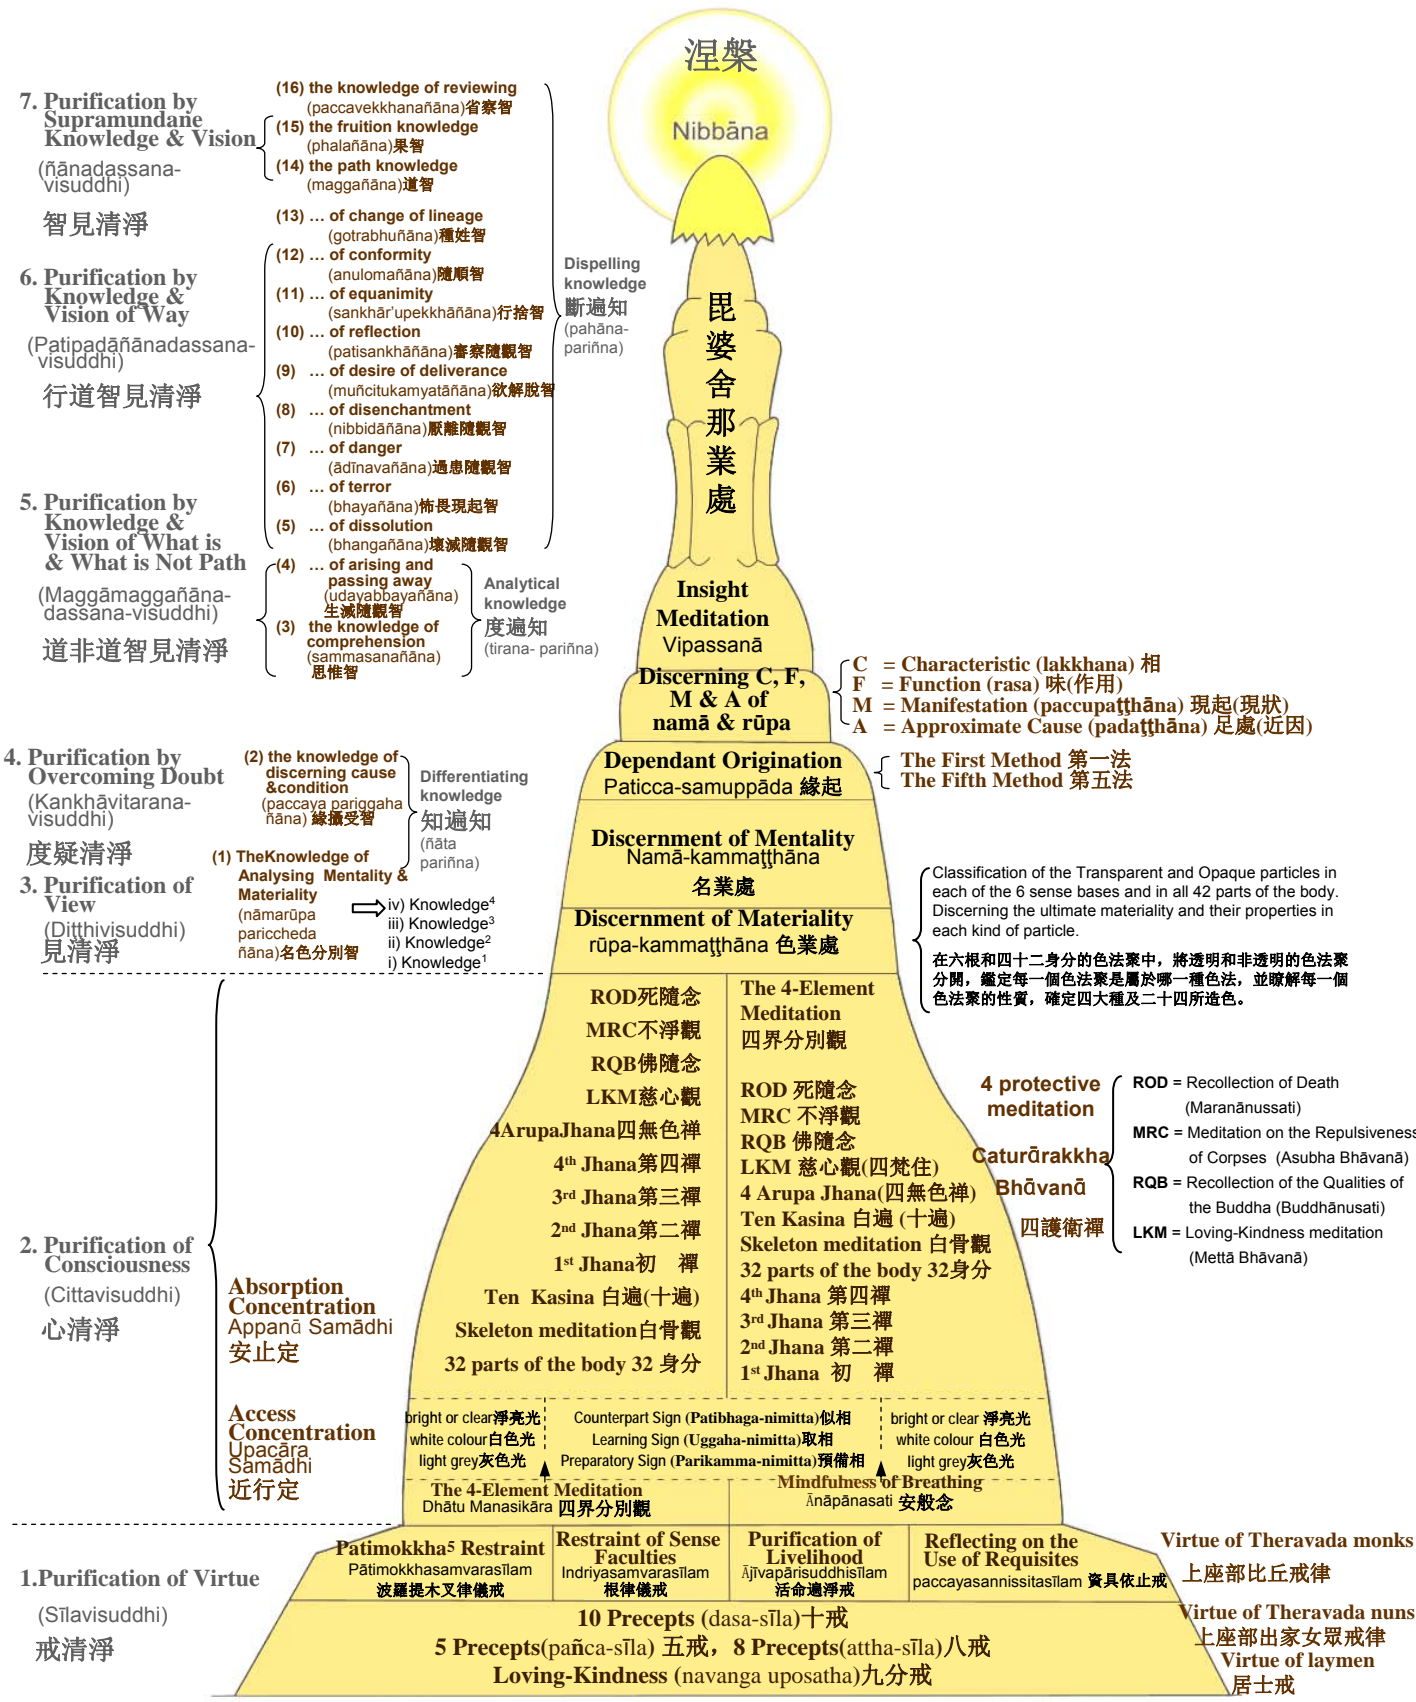 涅槃
Nibbāna
7. Purification by
Supramundane
Knowledge & Vision
(ñānadassana-
visuddhi)
智見清淨
(16) the knowledge of reviewing
(paccavekkhanañāna)省察智
(15) the fruition knowledge
(phalañāna)果智
(14) the path knowledge
(maggañāna)道智
(13) … of change of lineage
(gotrabhuñāna)種姓智
6. Purification by
Knowledge &
Vision of Way
(Patipadāñānadassana-
visuddhi)
行道智見清淨
(12) … of conformity
(anulomañāna)隨順智
(11) … of equanimity
(sankhār'upekkhāñāna)行捨智
(10) … of reflection
(patisankhāñāna)審察隨觀智
(9) … of desire of deliverance
(muñcitukamyatāñāna)欲解脫智
(8) … of disenchantment
(nibbidāñāna)厭離隨觀智
(7) … of danger
(ādīnavañāna)過患隨觀智
(6) … of terror
(bhayañāna)怖畏現起智
(5) … of dissolution
(bhangañāna)壞滅隨觀智
Dispelling
knowledge
斷遍知
(pahāna-
pariñna)
毘
婆
舍
那
業
處
5. Purification by
Knowledge &
Vision of What is
& What is Not Path
(Maggāmaggañāna-
dassana-visuddhi)
道非道智見清淨
(4) … of arising and
passing away
(udayabbayañāna)
生滅隨觀智
(3) the knowledge of
comprehension
(sammasanañāna)
思惟智
Analytical
knowledge
度遍知
(tirana- pariñna)
Insight
Meditation
Vipassanā
Discerning C, F,
M & A of
namā & rūpa
C = Characteristic (lakkhana) 相
F = Function (rasa) 味(作用)
M = Manifestation (paccupaṭṭhāna) 現起(現狀)
A = Approximate Cause (padaṭṭhāna) 足處(近因)
Dependant Origination
Paticca-samuppāda 緣起
The First Method 第一法
The Fifth Method 第五法
4. Purification by
Overcoming Doubt
(Kankhāvitarana-
visuddhi)
度疑清淨
(2) the knowledge of
discerning cause
&condition
(paccaya pariggaha
ñāna) 緣攝受智
Differentiating
knowledge
知遍知
(ñāta
pariñna)
Discernment of Mentality
Namā-kammaṭṭhāna
名業處
3. Purification of
View
(Ditthivisuddhi)
見清淨
(1) TheKnowledge of
Analysing Mentality &
Materiality
(nāmarūpa
pariccheda
ñāna)名色分別智
iv) Knowledge4
iii) Knowledge3
ii) Knowledge2
i) Knowledge1
Discernment of Materiality
rūpa-kammaṭṭhāna 色業處
Classification of the Transparent and Opaque particles in
each of the 6 sense bases and in all 42 parts of the body.
Discerning the ultimate materiality and their properties in
each kind of particle.
在六根和四十二身分的色法聚中，將透明和非透明的色法聚
分開，鑑定每一個色法聚是屬於哪一種色法，並瞭解每一個
色法聚的性質，確定四大種及二十四所造色。
2. Purification of
Consciousness
(Cittavisuddhi)
心清淨
Absorption
Concentration
Appanā Samādhi
安止定
Access
Concentration
Upacāra
Samādhi
近行定
ROD死隨念
MRC不淨觀
RQB佛隨念
LKM慈心觀
4ArupaJhana四無色禅
4th Jhana第四禪
3rd Jhana第三禪
2nd Jhana第二禪
1st Jhana初 禪
Ten Kasina 白遍(十遍)
Skeleton meditation白骨觀
32 parts of the body 32 身分
The 4-Element
Meditation
四界分別觀
ROD 死隨念
MRC 不淨觀
RQB 佛隨念
LKM 慈心觀(四梵住)
4 Arupa Jhana(四無色禅)
Ten Kasina 白遍 (十遍)
Skeleton meditation 白骨觀
32 parts of the body 32身分
4th Jhana 第四禪
3rd Jhana 第三禪
2nd Jhana 第二禪
1st Jhana 初 禪
4 protective
meditation
Caturārakkha
Bhāvanā
四護衛禪
ROD = Recollection of Death
(Maranānussati)
MRC = Meditation on the Repulsiveness
of Corpses (Asubha Bhāvanā)
RQB = Recollection of the Qualities of
the Buddha (Buddhānusati)
LKM = Loving-Kindness meditation
(Mettā Bhāvanā)
bright or clear淨亮光
white colour白色光
light grey灰色光
Counterpart Sign (Patibhaga-nimitta)似相
Learning Sign (Uggaha-nimitta)取相
Preparatory Sign (Parikamma-nimitta)預備相
bright or clear 淨亮光
white colour 白色光
light grey灰色光
The 4-Element Meditation
Dhātu Manasikāra 四界分別觀
Mindfulness of Breathing
Ānāpānasati 安般念
1.Purification of Virtue
(Sīlavisuddhi)
戒清淨
Patimokkha5 Restraint
Pātimokkhasamvarasīlam
波羅提木叉律儀戒
Restraint of Sense
Faculties
Indriyasamvarasīlam
根律儀戒
Purification of
Livelihood
Ājīvapārisuddhisīlam
活命遍淨戒
Reflecting on the
Use of Requisites
paccayasannissitasīlam 資具依止戒
Virtue of Theravada monks
上座部比丘戒律
10 Precepts (dasa-sīla)十戒
5 Precepts(pañca-sīla) 五戒，8 Precepts(attha-sīla)八戒
Loving-Kindness (navanga uposatha)九分戒
Virtue of Theravada nuns
上座部出家女眾戒律
Virtue of laymen
居士戒